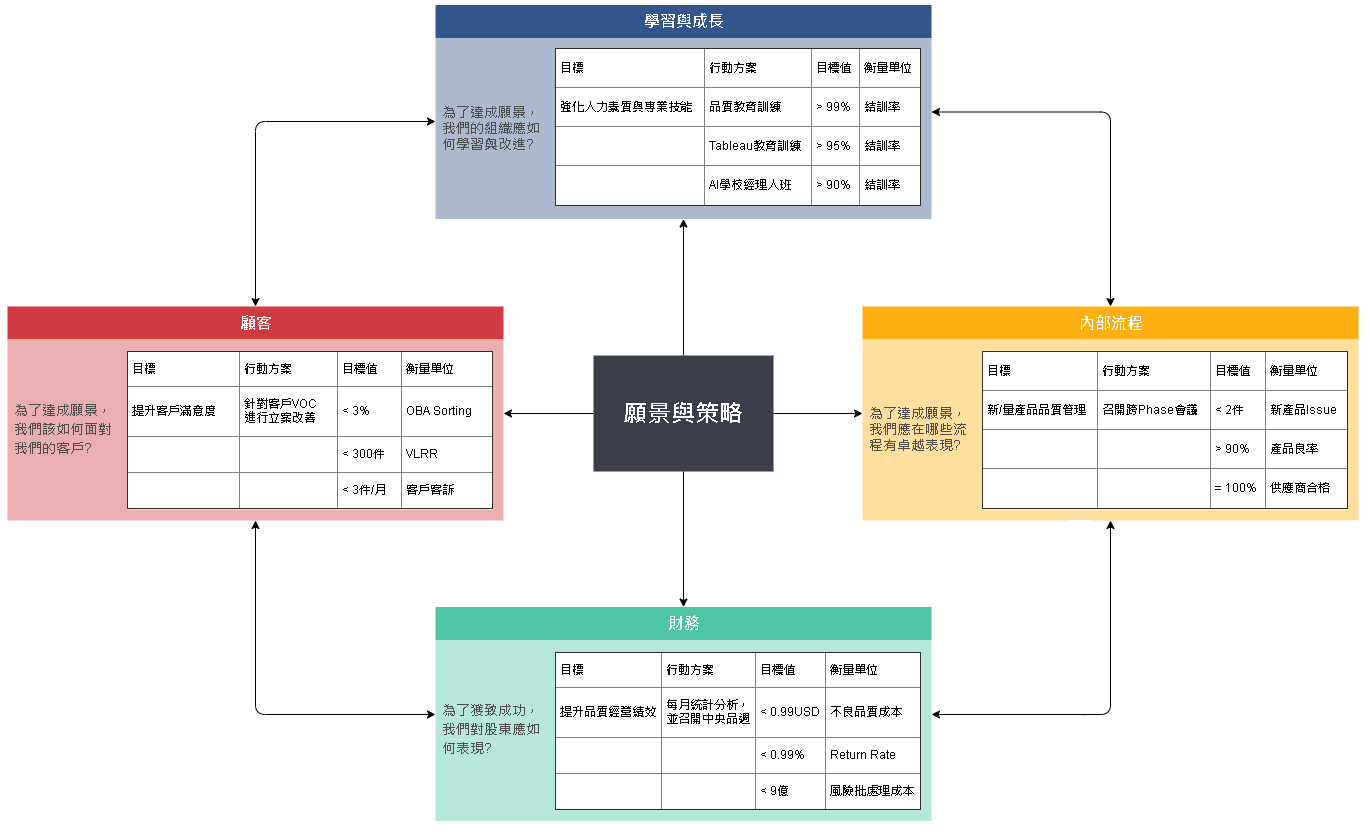 學習與成長
為了達成願景，
我們的組織應如
何學習與改進?
目標 行動方案 目標值 衡量單位
強化人力素質與專業技能 品質教育訓練 > 99% 結訓率
Tableau教育訓練 > 95% 結訓率
AI學校經理人班 > 90% 結訓率
顧客
為了達成願景，
我們該如何面對
我們的客戶?
目標 行動方案 目標值 衡量單位
提升客戶滿意度 針對客戶VOC
進行立案改善 < 3% OBA Sorting
< 300件 VLRR
< 3件/月 客戶客訴
願景與策略
內部流程
為了達成願景，
我們應在哪些流
程有卓越表現?
目標 行動方案 目標值 衡量單位
新/量產品品質管理 召開跨Phase會議 < 2件 新產品Issue
> 90% 產品良率
= 100% 供應商合格
財務
為了獲致成功，
我們對股東應如
何表現?
目標 行動方案 目標值 衡量單位
提升品質經營績效 每月統計分析，
並召開中央品週 < 0.99USD 不良品質成本
< 0.99% Return Rate
< 9億 風險批處理成本